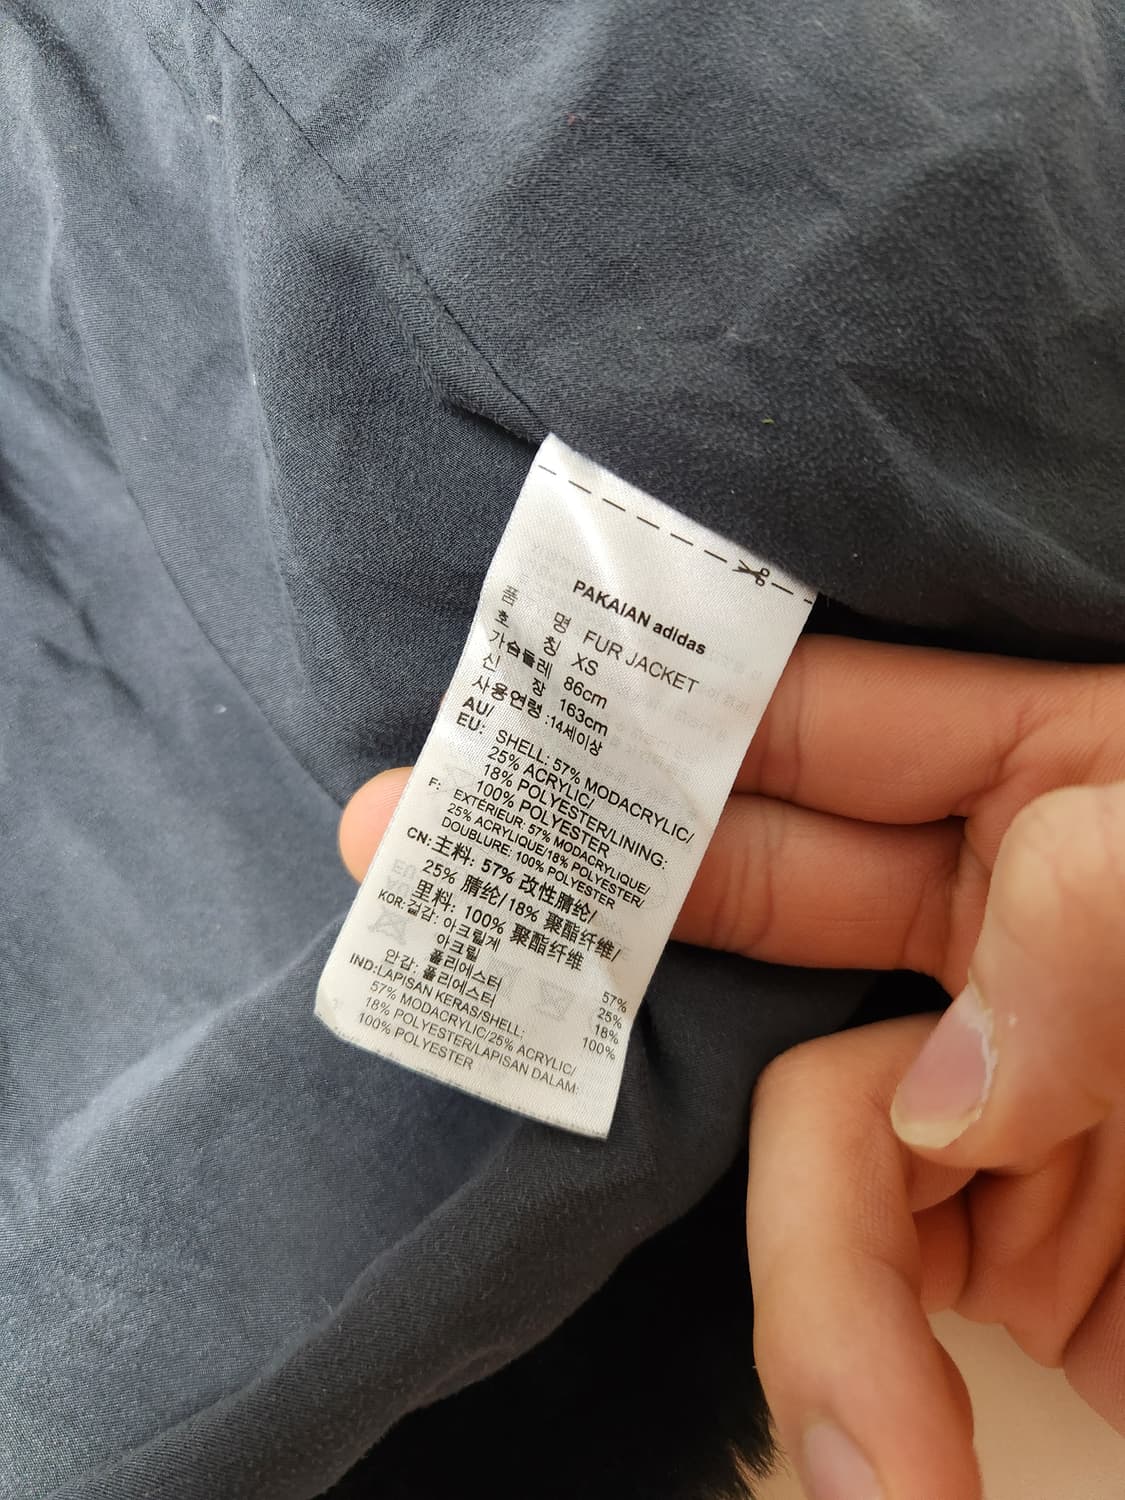 PAKAIAN adidas
품 명 FUR JACKET
호 칭 XS
가슴둘레 86cm
신 장 163cm
사용연령 :14세이상
AU/
EU: SHELL: 57% MODACRYLIC/
25% ACRYLIC/
18% POLYESTER/LINING:
100% POLYESTER
F: EXTÉRIEUR: 57% MODACRYLIQUE/
25% ACRYLIQUE/18% POLYESTER/
DOUBLURE: 100% POLYESTER
CN: 主料: 57% 改性腈纶/
25% 腈纶/18% 聚酯纤维/
里料: 100% 聚酯纤维
KOR: 겉감: 아크릴계 57%
아크릴 25%
폴리에스터 18%
안감: 폴리에스터 100%
IND:LAPISAN KERAS/SHELL:
57% MODACRYLIC/25% ACRYLIC/
18% POLYESTER/LAPISAN DALAM:
100% POLYESTER